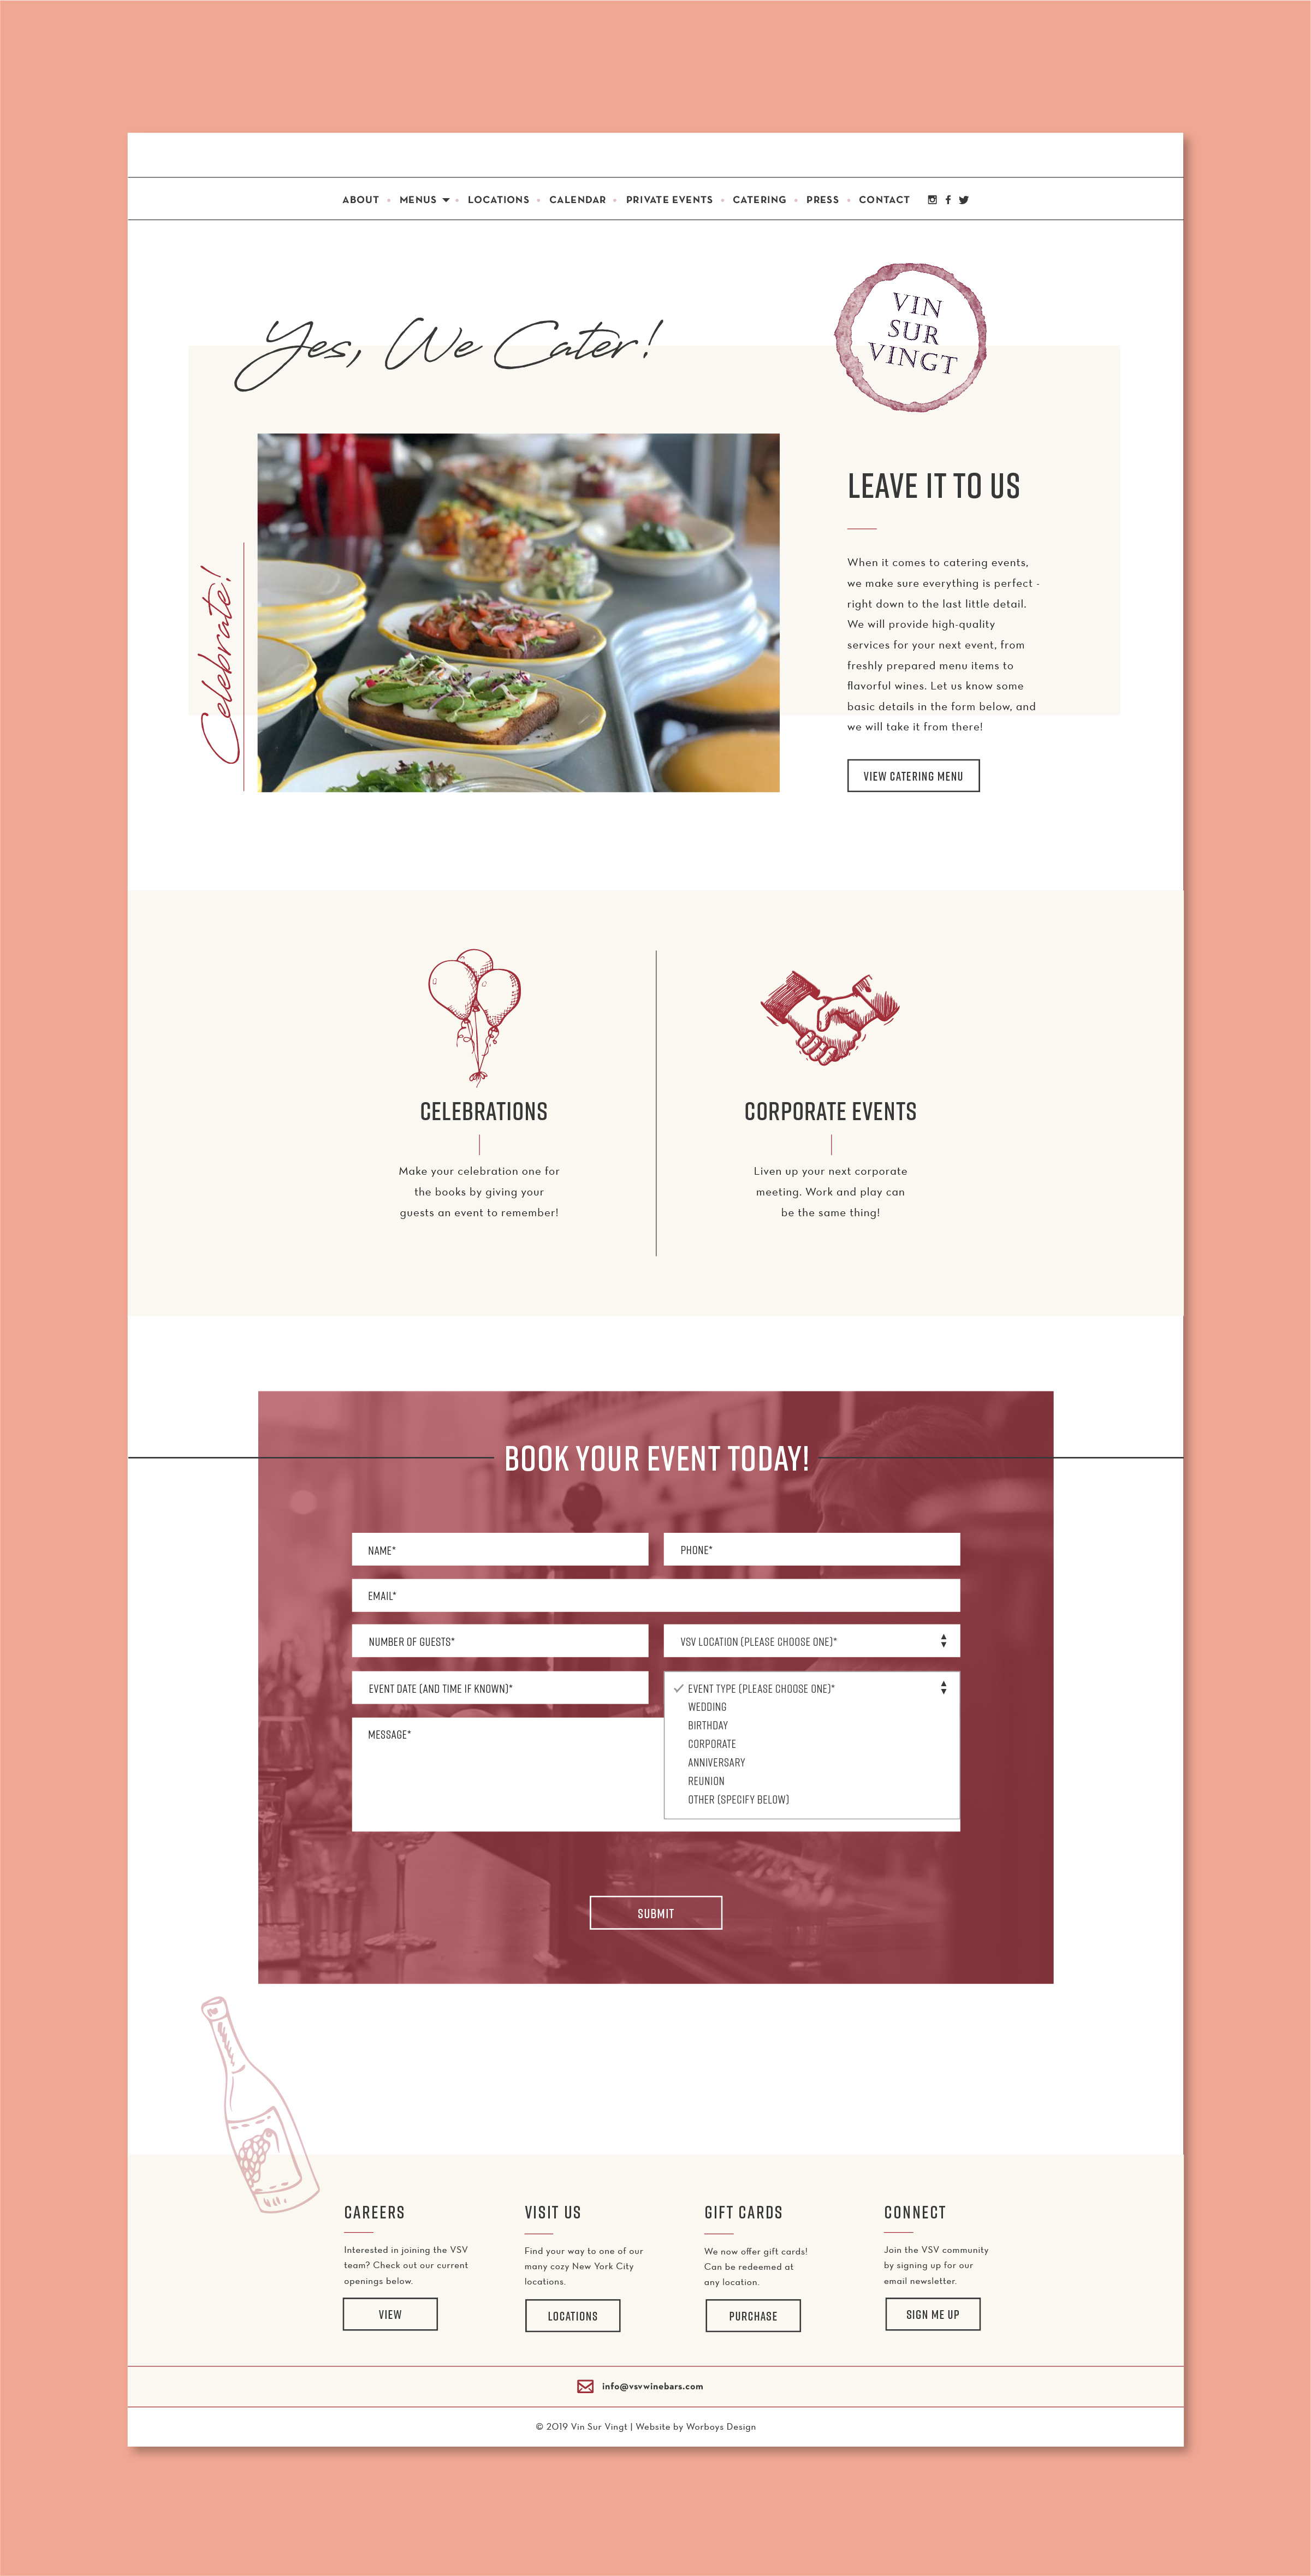 ABOUT • MENUS • LOCATIONS • CALENDAR • PRIVATE EVENTS • CATERING • PRESS • CONTACT
Yes, We Cater!
VIN
SUR
VINGT
Celebrate!
LEAVE IT TO US
When it comes to catering events,
we make sure everything is perfect -
right down to the last little detail.
We will provide high-quality
services for your next event, from
freshly prepared menu items to
flavorful wines. Let us know some
basic details in the form below, and
we will take it from there!
VIEW CATERING MENU
CELEBRATIONS
Make your celebration one for
the books by giving your
guests an event to remember!
CORPORATE EVENTS
Liven up your next corporate
meeting. Work and play can
be the same thing!
BOOK YOUR EVENT TODAY!
NAME*
PHONE*
EMAIL*
NUMBER OF GUESTS*
VSV LOCATION (PLEASE CHOOSE ONE)*
EVENT DATE (AND TIME IF KNOWN)*
EVENT TYPE (PLEASE CHOOSE ONE)*
WEDDING
BIRTHDAY
CORPORATE
ANNIVERSARY
REUNION
OTHER (SPECIFY BELOW)
MESSAGE*
SUBMIT
CAREERS
Interested in joining the VSV
team? Check out our current
openings below.
VIEW
VISIT US
Find your way to one of our
many cozy New York City
locations.
LOCATIONS
GIFT CARDS
We now offer gift cards!
Can be redeemed at
any location.
PURCHASE
CONNECT
Join the VSV community
by signing up for our
email newsletter.
SIGN ME UP
info@vsvwinebars.com
© 2019 Vin Sur Vingt | Website by Worboys Design